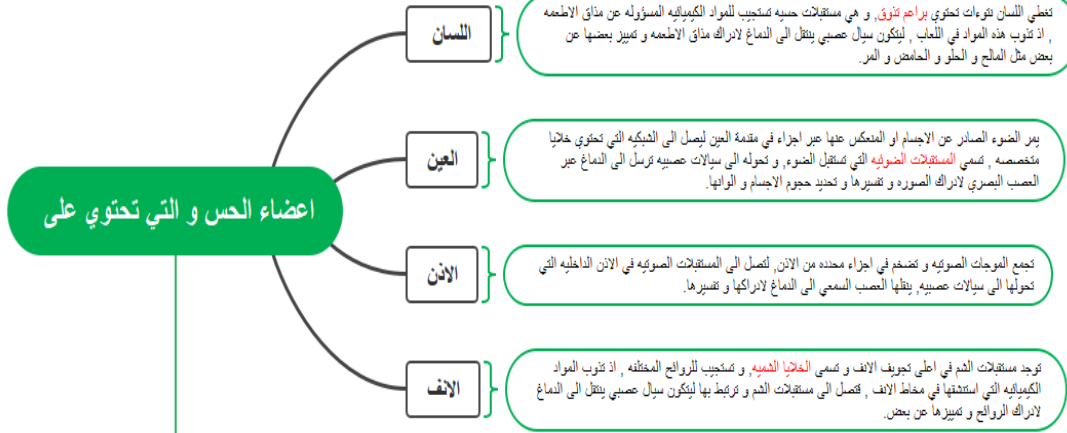 اعضاء الحس و التي تحتوي على
اللسان
تغطي اللسان نتوءات تحتوي براعم تذوق, و هي مستقبلات حسيه تستجيب للمواد الكيميائيه المسؤوله عن مذاق الاطعمه
, اذ تذوب هذه المواد في اللعاب , ليتكون سيال عصبي ينتقل الى الدماغ لادراك مذاق الاطعمه و تمييز بعضها عن
بعض مثل المالح و الحلو و الحامض و المر.
العين
يمر الضوء الصادر عن الاجسام او المنعكس عنها عبر اجزاء في مقدمة العين ليصل الى الشبكيه التي تحتوي خلايا
متخصصه , تسمى المستقبلات الضوئيه التي تستقبل الضوء, و تحوله الى سيالات عصبيه ترسل الى الدماغ عبر
العصب البصري لادراك الصوره و تفسيرها و تحديد حجوم الاجسام و الوانها.
الاذن
تجمع الموجات الصوتيه و تضخم في اجزاء محدده من الاذن, لتصل الى المستقبلات الصوتيه في الاذن الداخليه التي
تحولها الى سيالات عصبيه, ينقلها العصب السمعي الى الدماغ لادراكها و تفسيرها.
الانف
توجد مستقبلات الشم في اعلى تجويف الانف و تسمى الخلايا الشميه, و تستجيب للروائح المختلفه , اذ تذوب المواد
الكيميائيه التي استنشقها في مخاط الانف , فتصل الى مستقبلات الشم و ترتبط بها ليتكون سيال عصبي ينتقل الى الدماغ
لادراك الروائح و تمييزها عن بعض.